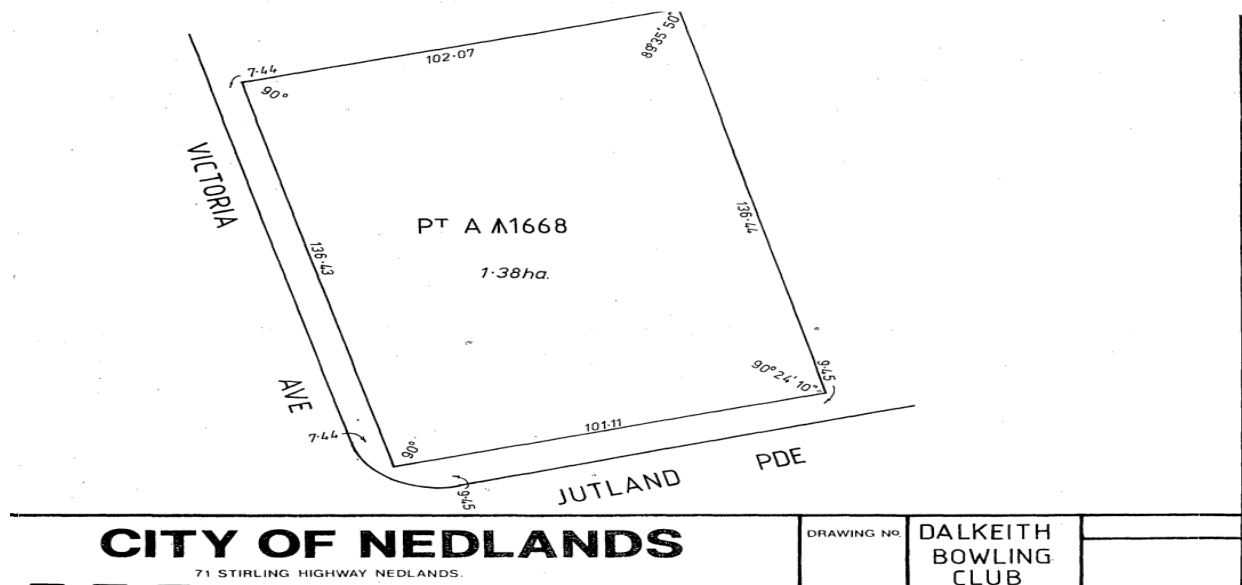 102·07
89°35'50"
7·44
90°
VICTORIA
AVE
136·43
136·44
PT A 1668
1·38ha.
90°24'10"
9·45
101·11
90°
7·44
9·45
JUTLAND PDE
CITY OF NEDLANDS
71 STIRLING HIGHWAY NEDLANDS.
DRAWING No.
DALKEITH
BOWLING
CLUB